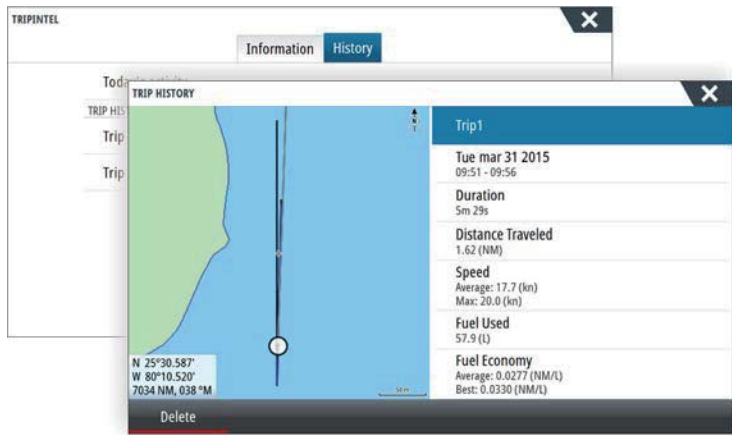 TRIPINTEL
Information
History
TRIP HIS
Trip
Trip
TRIP HISTORY
N
Trip1
Tue mar 31 2015
09:51 - 09:56
Duration
5m 29s
Distance Traveled
1.62 (NM)
Speed
Average: 17.7 (kn)
Max: 20.0 (kn)
Fuel Used
57.9 (L)
Fuel Economy
Average: 0.0277 (NM/L)
Best: 0.0330 (NM/L)
N 25°30.587'
W 80°10.520'
7034 NM, 038 °M
Delete